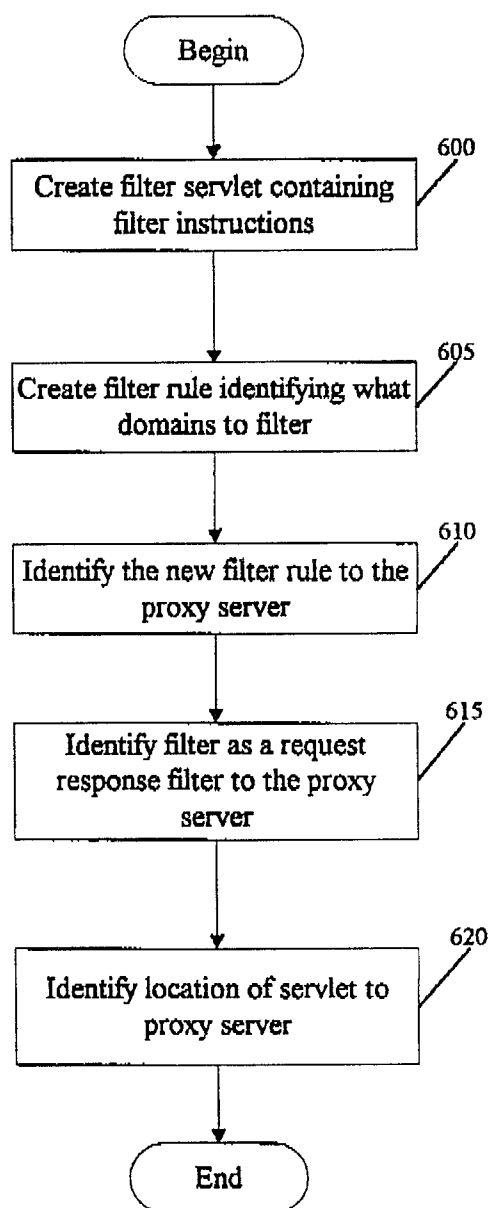 Begin
600
Create filter servlet containing
filter instructions
605
Create filter rule identifying what
domains to filter
610
Identify the new filter rule to the
proxy server
615
Identify filter as a request
response filter to the proxy
server
620
Identify location of servlet to
proxy server
End